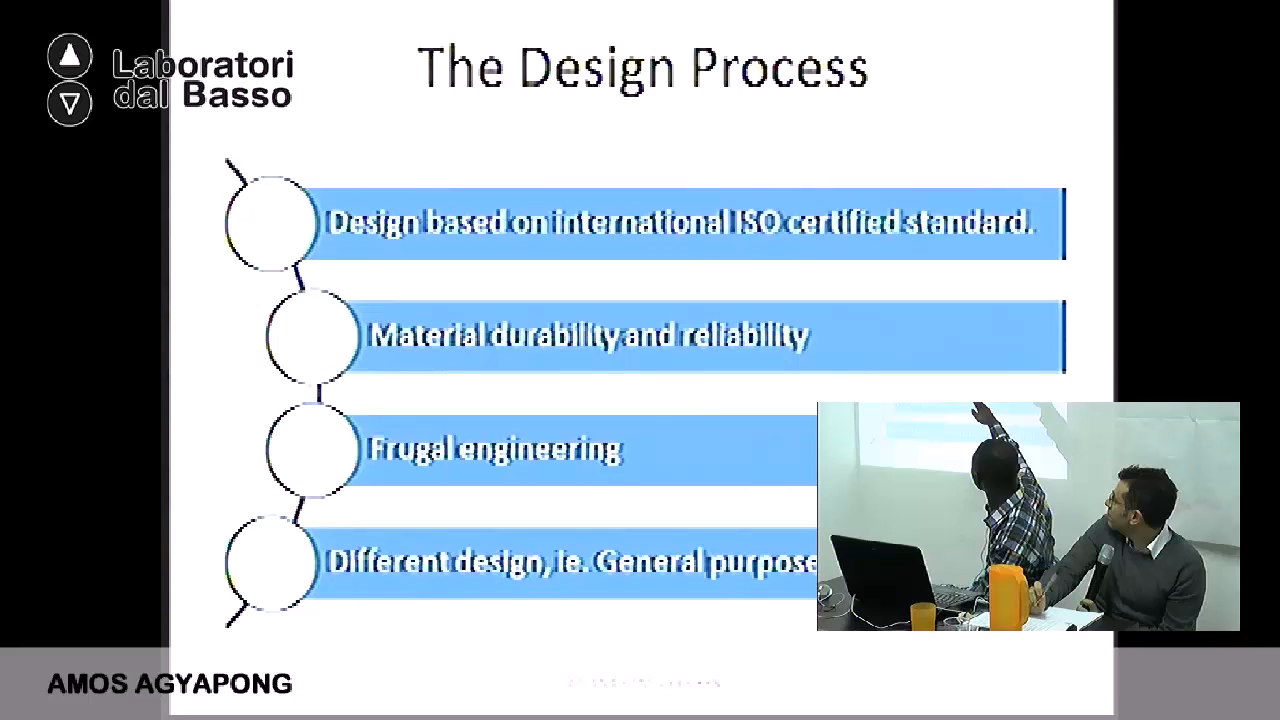 Laboratori
dal Basso
The Design Process
Design based on international ISO certified standard.
Material durability and reliability
Frugal engineering
Different design, ie. General purpose
AMOS AGYAPONG